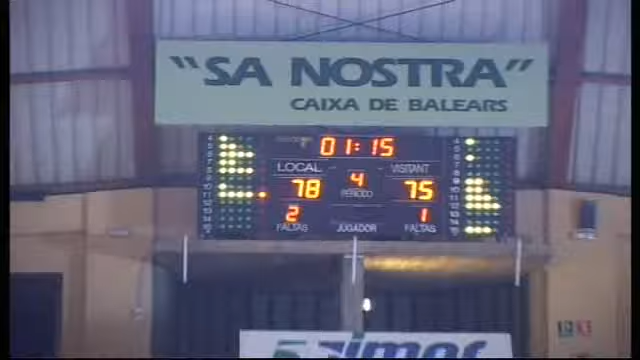 "SA NOSTRA"
CAIXA DE BALEARS
01:15
LOCAL VISITANT
78 4 75
PERIODO
2 1
FALTAS JUGADOR FALTAS